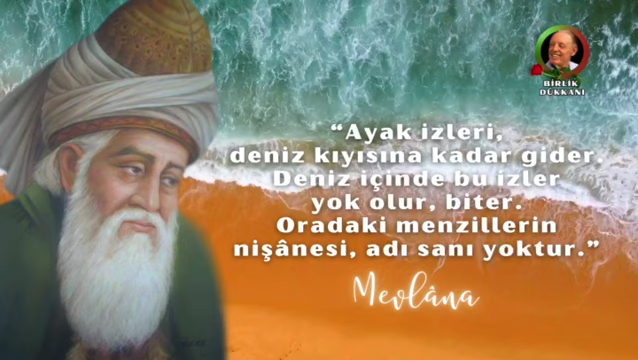 BİRLİK
DÜKKANI
“Ayak izleri,
deniz kıyısına kadar gider.
Deniz içinde bu izler
yok olur, biter.
Oradaki menzillerin
nişânesi, adı sanı yoktur.”
Mevlâna